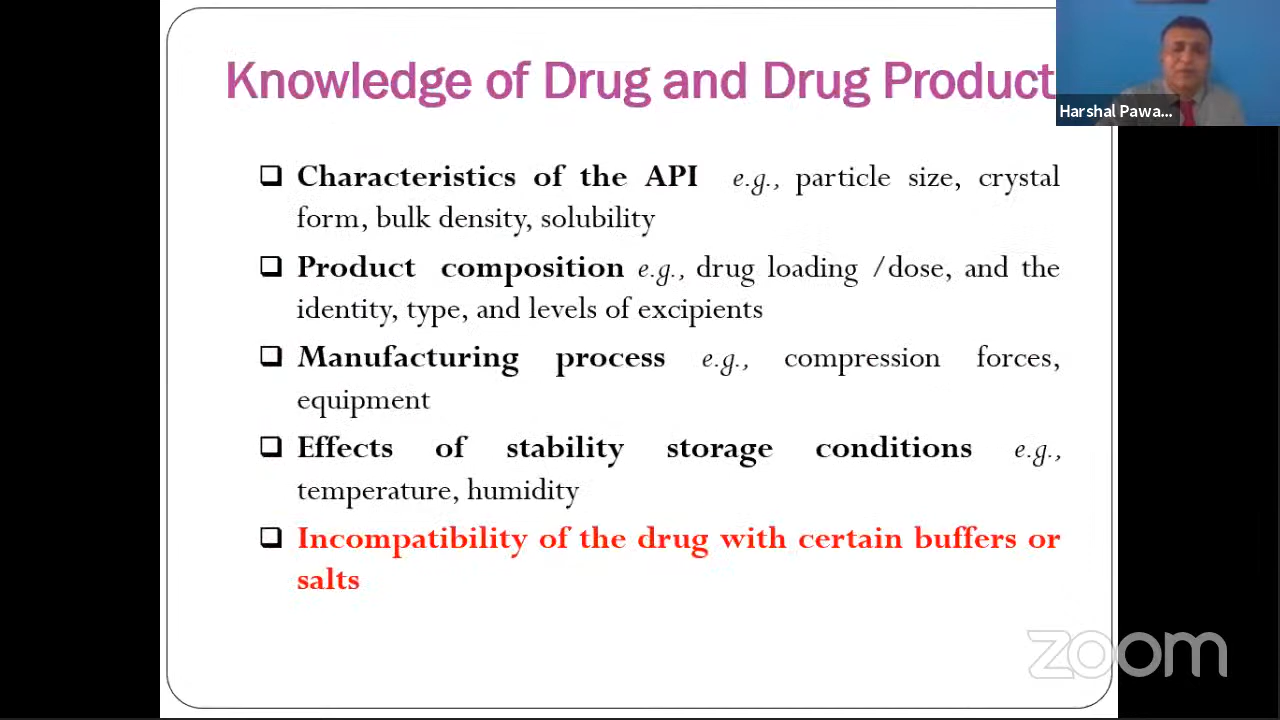 Knowledge of Drug and Drug Product
Harshal Pawa...
❑ Characteristics of the API e.g., particle size, crystal
form, bulk density, solubility
❑ Product composition e.g., drug loading /dose, and the
identity, type, and levels of excipients
❑ Manufacturing process e.g., compression forces,
equipment
❑ Effects of stability storage conditions e.g.,
temperature, humidity
❑ Incompatibility of the drug with certain buffers or
salts
zoom